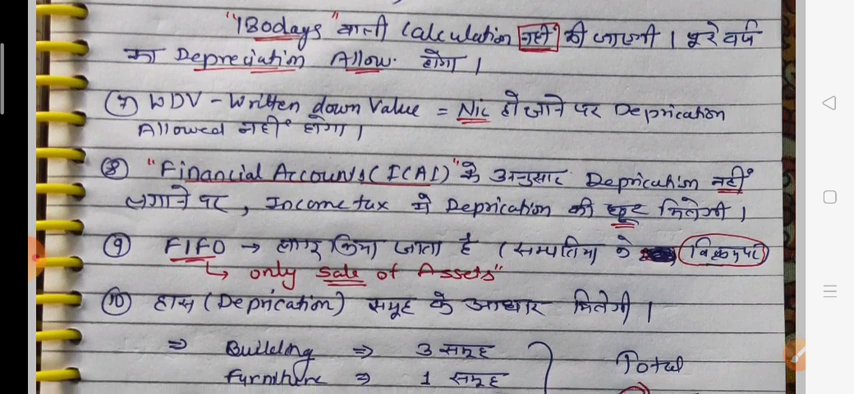 "180days" वाली Calculation नहीं की जाएगी। पूरे वर्ष
का Depreciation Allow. होगा।
(7) WDV - Written down Value = Nil हो जाने पर Deprication
Allowed नहीं होगा।
(8) "Financial Accounts (ICAI)" के अनुसार Deprication नहीं
लगाने पर, Income tax में Deprication की छूट मिलेगी।
(9) FIFO → लागू किया जाता है (सम्पतियों के विक्रय पर)
↳ only sale of Assets"
(10) ह्रास (Deprication) समूह के आधार मिलेगी।
⇒ Building ⇒ 3 समूह
furniture ⇒ 1 समूह
Total